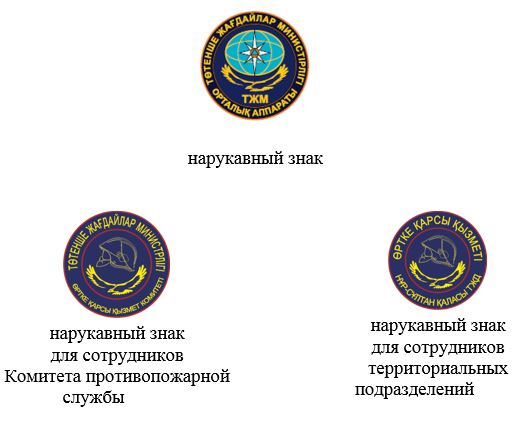 ТӨТЕНШЕ ЖАҒДАЙЛАР МИНИСТІРЛІГІ
ТЖМ
ОРТАЛЫҚ АППАРАТЫ
нарукавный знак
ТӨТЕНШЕ ЖАҒДАЙЛАР МИНИСТРЛІГІ
ӨРТКЕ ҚАРСЫ ҚЫЗМЕТ КОМИТЕТІ
нарукавный знак
для сотрудников
Комитета противопожарной
службы
ӨРТКЕ ҚАРСЫ ҚЫЗМЕТІ
НҰР-СҰЛТАН ҚАЛАСЫ ТЖД
нарукавный знак
для сотрудников
территориальных
подразделений